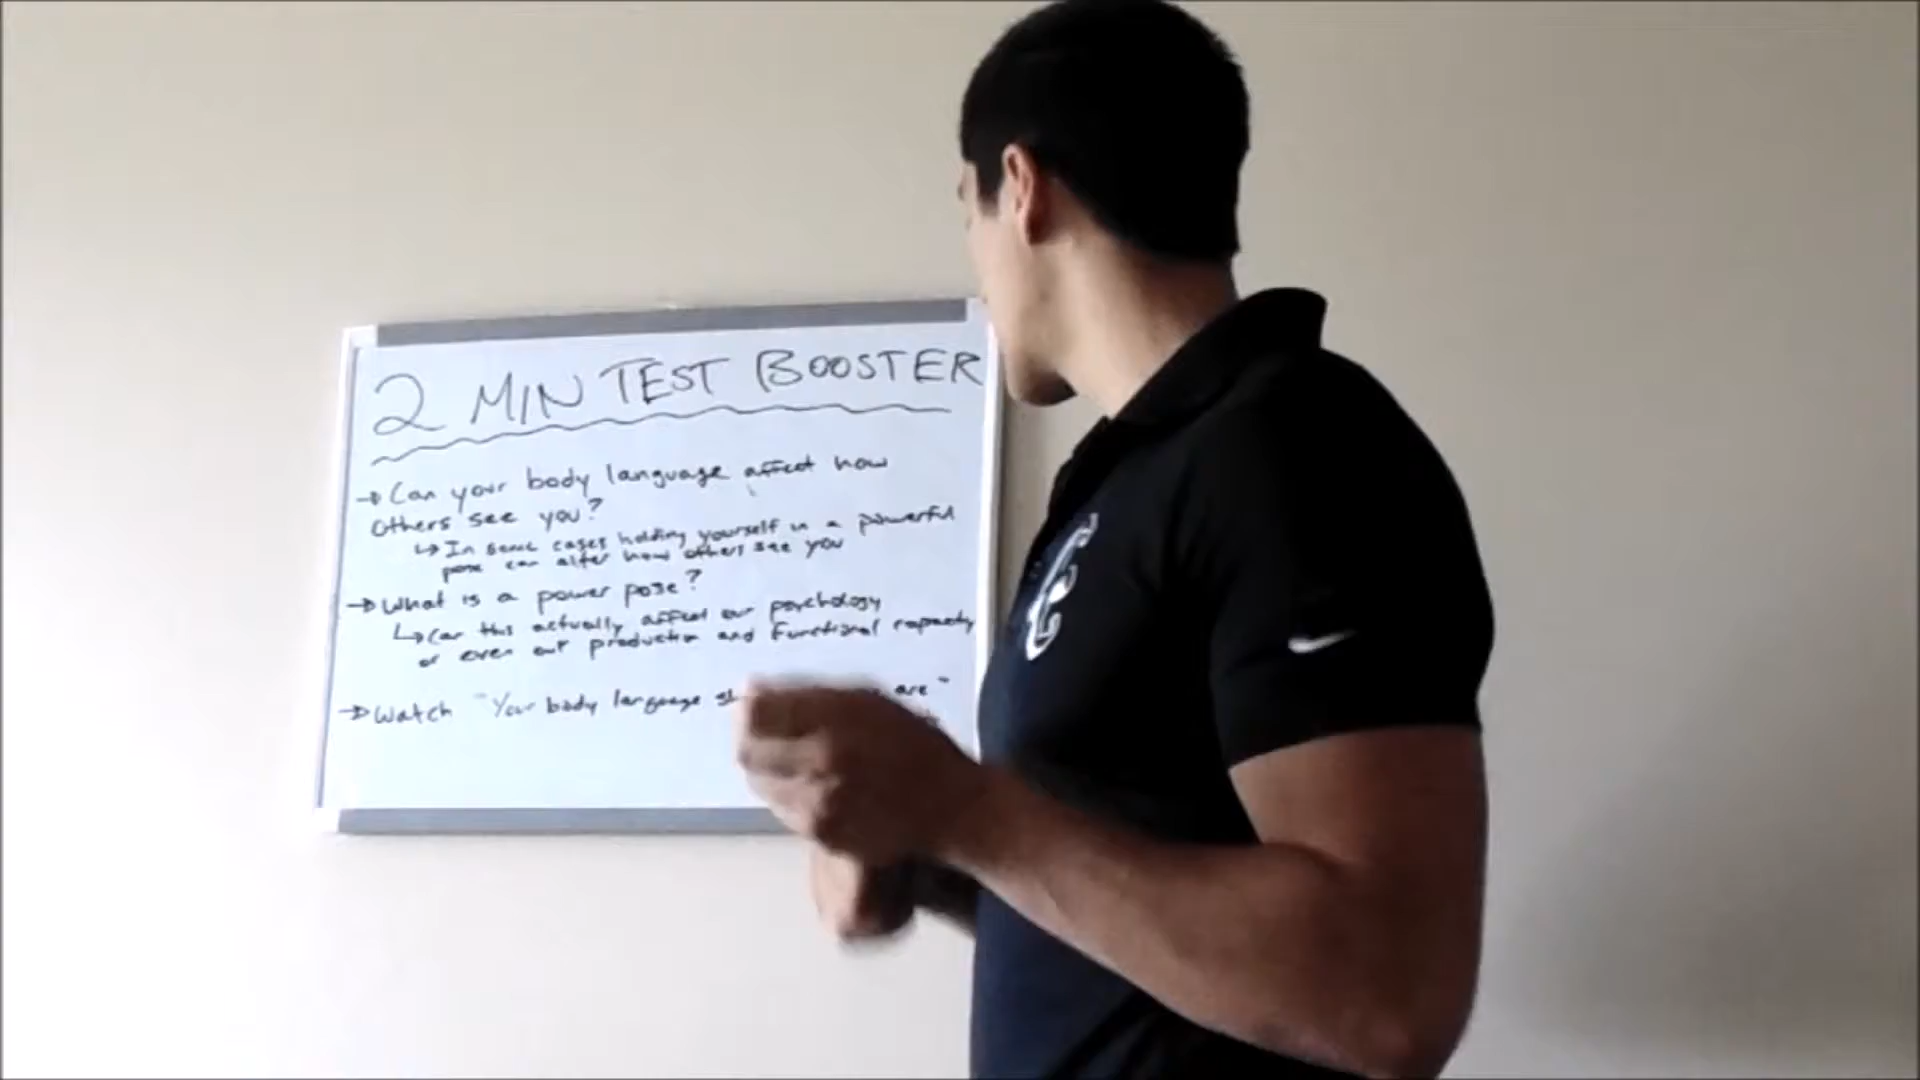 2 MIN TEST BOOSTER
→ Can your body language affect how
others see you?
↳ In some cases holding yourself in a powerful
pose can alter how others see you
→ What is a power pose?
↳ Can this actually affect our psychology
or even our production and functional capacity
→ Watch "Your body language are"